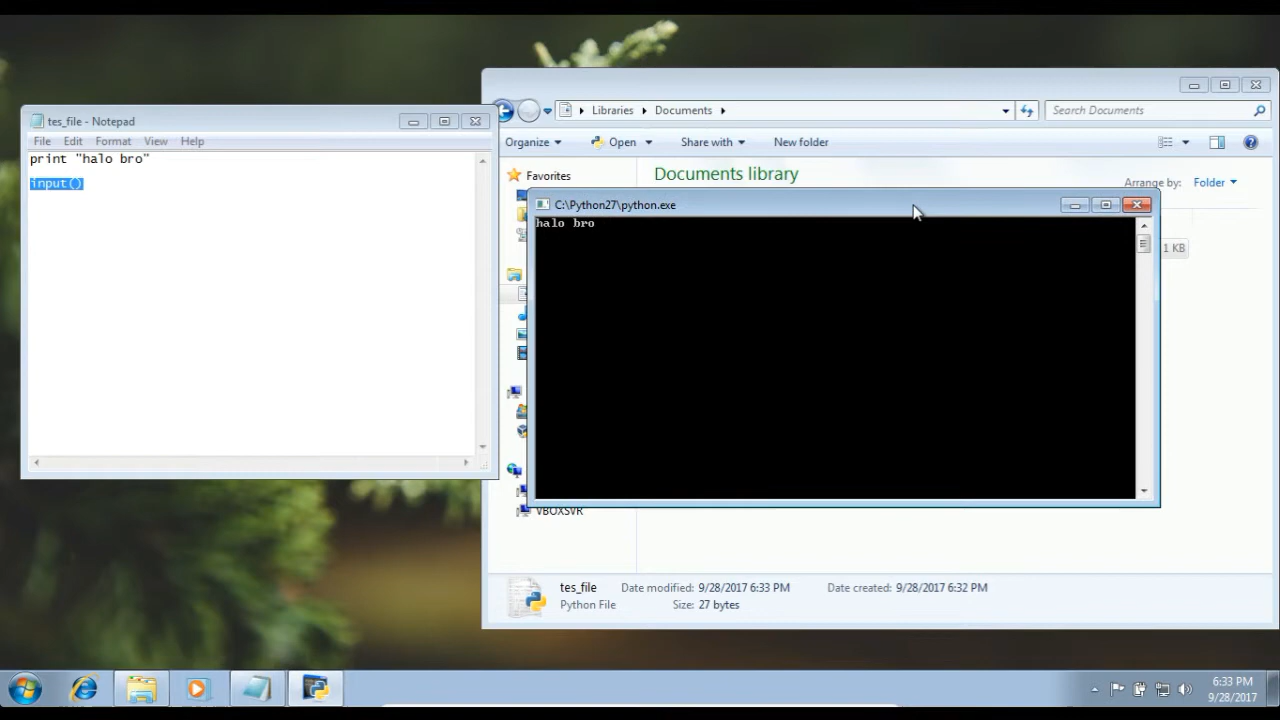 tes_file - Notepad
File Edit Format View Help
print "halo bro"
input()
Libraries Documents
Search Documents
Organize Open Share with New folder
Favorites
Documents library
Arrange by: Folder
C:\Python27\python.exe
halo bro
1 KB
VBOXSVR
tes_file Date modified: 9/28/2017 6:33 PM Date created: 9/28/2017 6:32 PM
Python File Size: 27 bytes
6:33 PM
9/28/2017